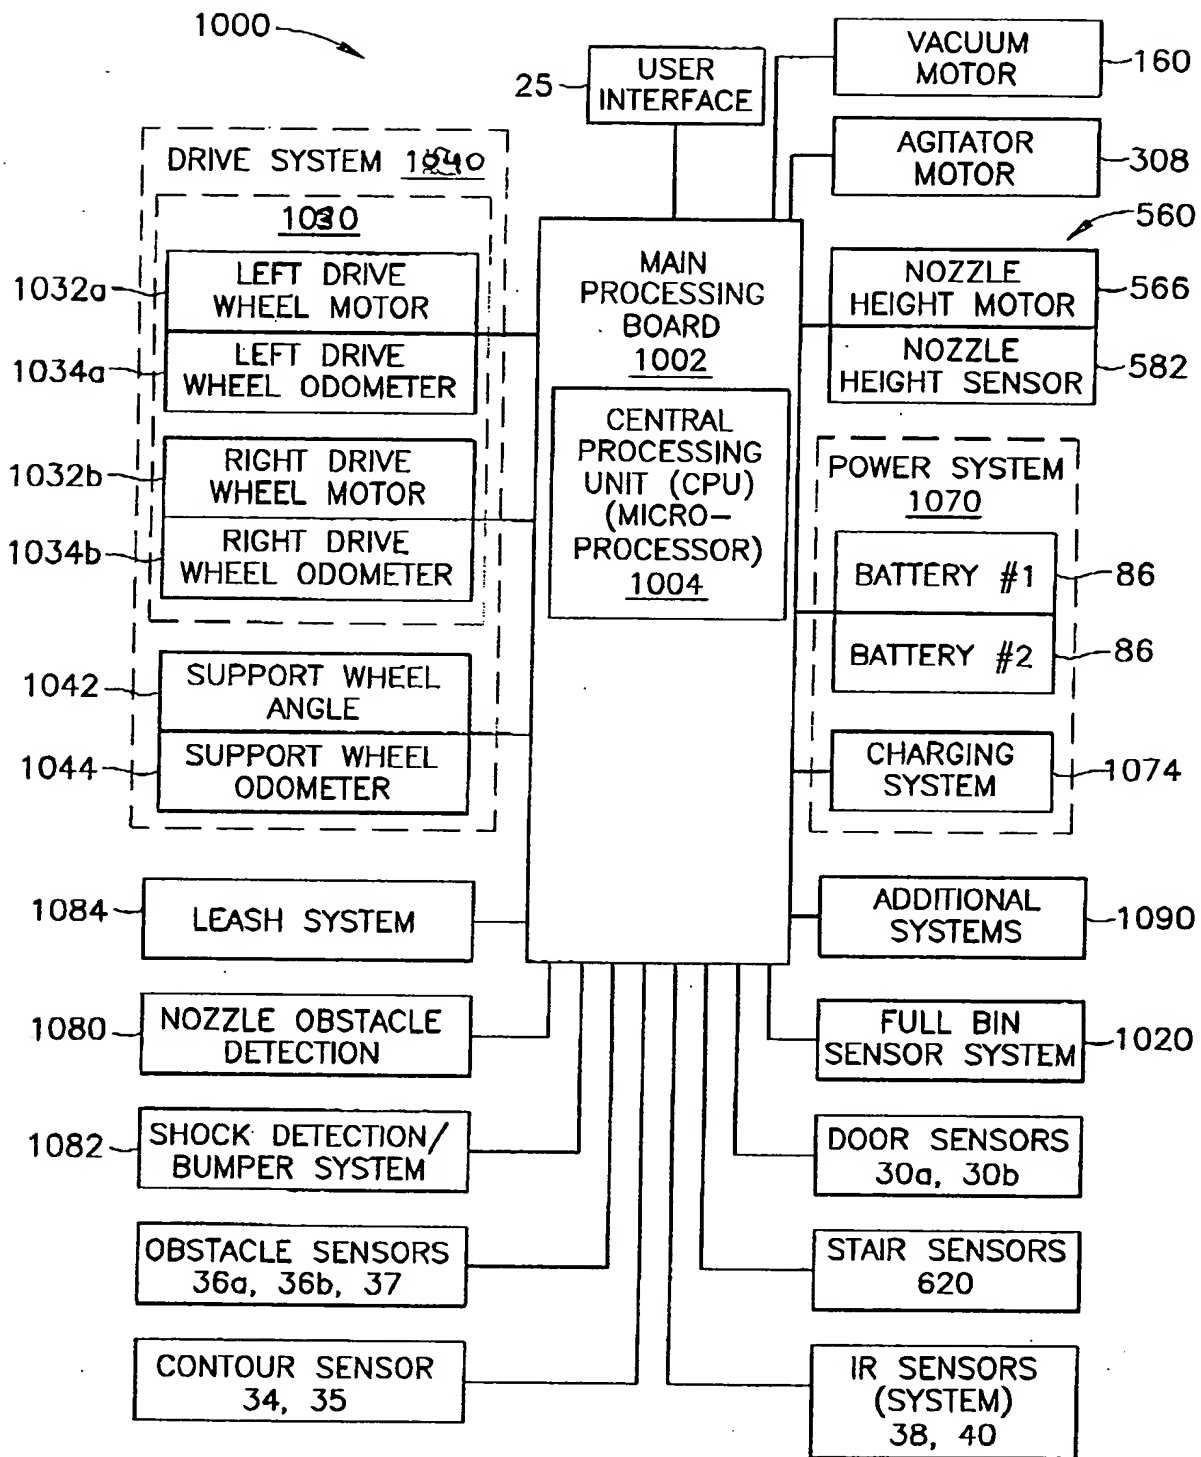 1000
USER
INTERFACE
25
VACUUM
MOTOR
160
AGITATOR
MOTOR
308
560
DRIVE SYSTEM 1040
1030
LEFT DRIVE
WHEEL MOTOR
1032a
LEFT DRIVE
WHEEL ODOMETER
1034a
RIGHT DRIVE
WHEEL MOTOR
1032b
RIGHT DRIVE
WHEEL ODOMETER
1034b
SUPPORT WHEEL
ANGLE
1042
SUPPORT WHEEL
ODOMETER
1044
MAIN
PROCESSING
BOARD
1002
CENTRAL
PROCESSING
UNIT (CPU)
(MICRO-
PROCESSOR)
1004
NOZZLE
HEIGHT MOTOR
566
NOZZLE
HEIGHT SENSOR
582
POWER SYSTEM
1070
BATTERY #1
86
BATTERY #2
86
CHARGING
SYSTEM
1074
1084
LEASH SYSTEM
ADDITIONAL
SYSTEMS
1090
1080
NOZZLE OBSTACLE
DETECTION
FULL BIN
SENSOR SYSTEM
1020
1082
SHOCK DETECTION/
BUMPER SYSTEM
DOOR SENSORS
30a, 30b
OBSTACLE SENSORS
36a, 36b, 37
STAIR SENSORS
620
CONTOUR SENSOR
34, 35
IR SENSORS
(SYSTEM)
38, 40